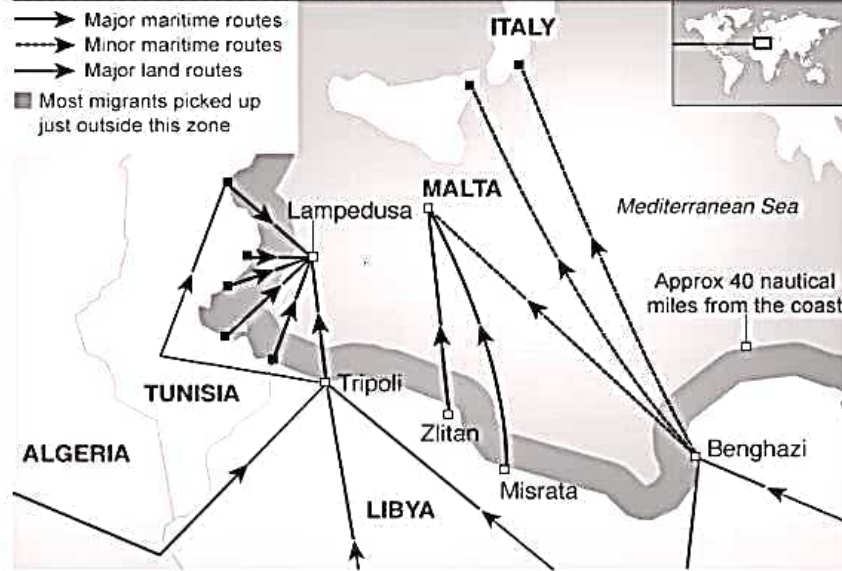 Major maritime routes
Minor maritime routes
Major land routes
Most migrants picked up
just outside this zone
ITALY
MALTA
Lampedusa
Mediterranean Sea
Approx 40 nautical
miles from the coast
TUNISIA
Tripoli
Zlitan
ALGERIA
Benghazi
Misrata
LIBYA